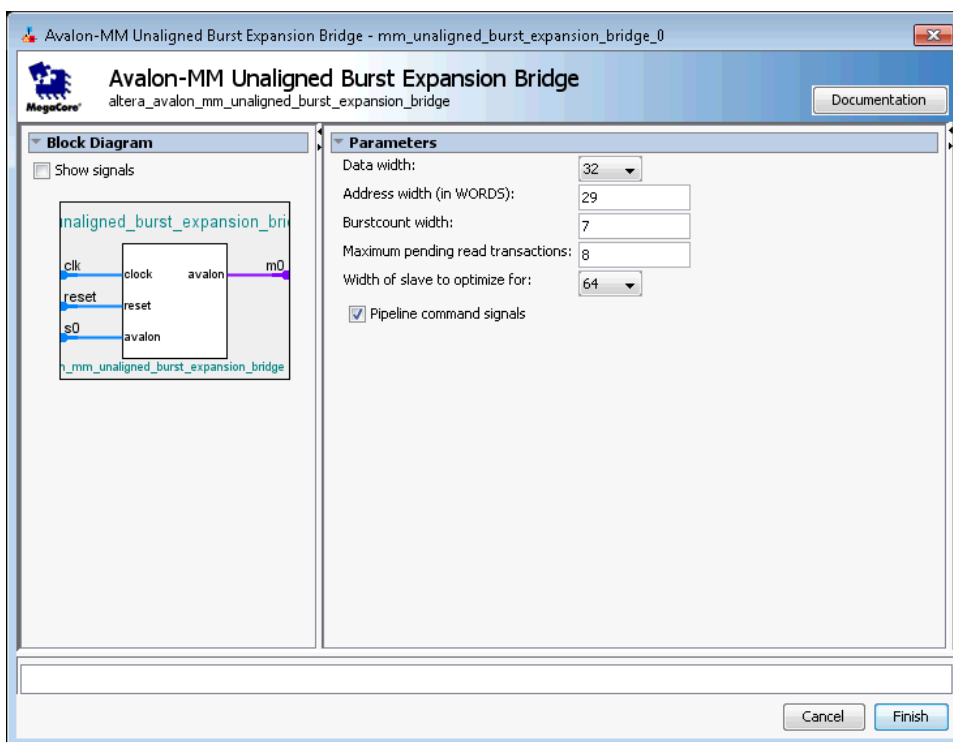 Avalon-MM Unaligned Burst Expansion Bridge - mm_unaligned_burst_expansion_bridge_0
MegaCore®
Avalon-MM Unaligned Burst Expansion Bridge
altera_avalon_mm_unaligned_burst_expansion_bridge
Documentation
Block Diagram
Show signals
unaligned_burst_expansion_bri
clk
clock
avalon
m0
reset
reset
s0
avalon
n_mm_unaligned_burst_expansion_bridge
Parameters
Data width: 32
Address width (in WORDS): 29
Burstcount width: 7
Maximum pending read transactions: 8
Width of slave to optimize for: 64
Pipeline command signals
Cancel
Finish